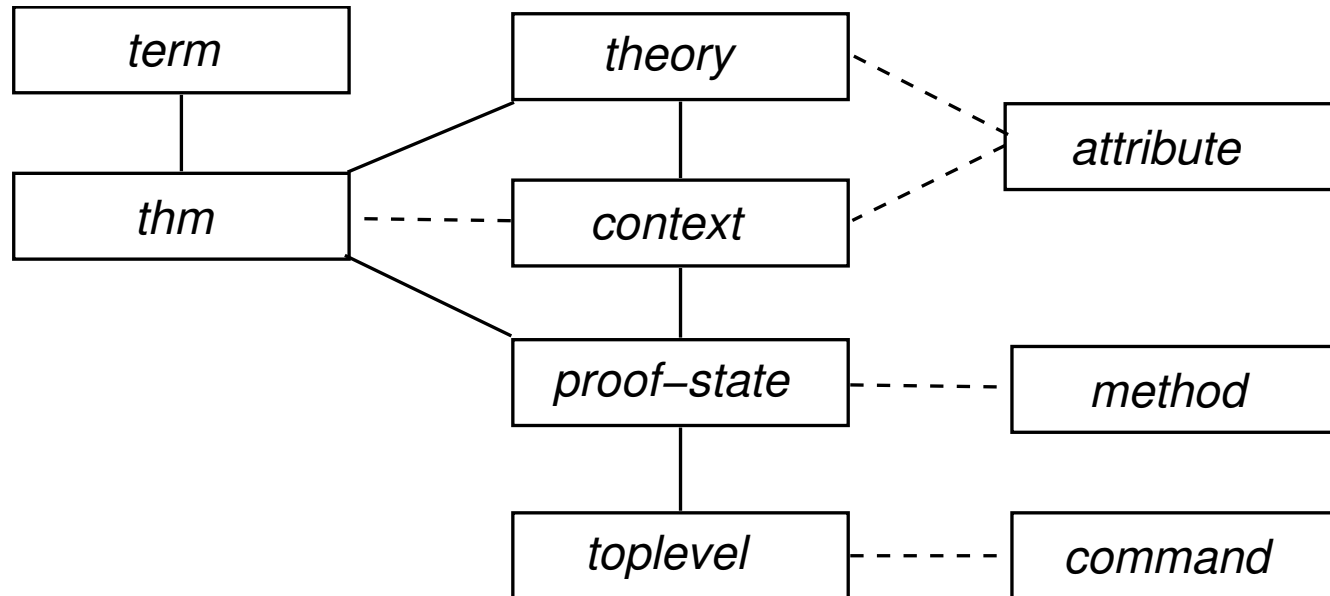 term
theory
attribute
thm
context
proof–state
method
toplevel
command